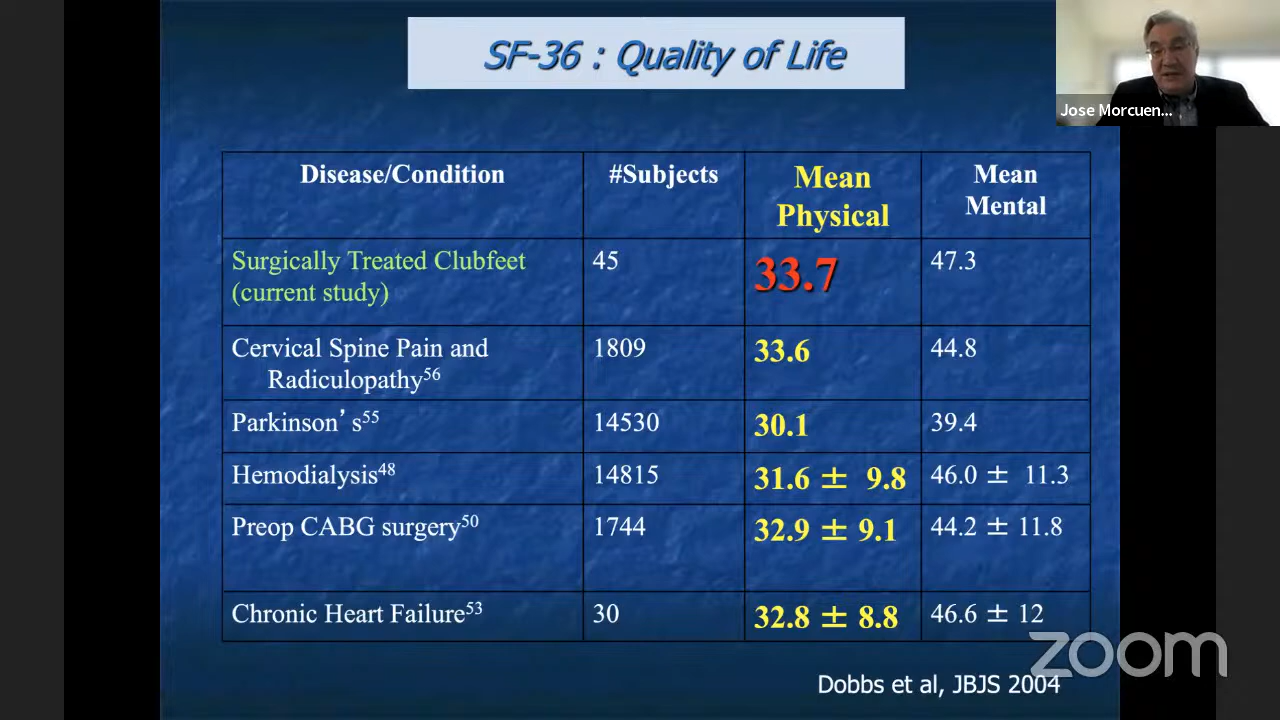 SF-36 : Quality of Life
Jose Morcuen...
Disease/Condition #Subjects Mean Physical Mean Mental
Surgically Treated Clubfeet (current study) 45 33.7 47.3
Cervical Spine Pain and Radiculopathy56 1809 33.6 44.8
Parkinson’s55 14530 30.1 39.4
Hemodialysis48 14815 31.6 ± 9.8 46.0 ± 11.3
Preop CABG surgery50 1744 32.9 ± 9.1 44.2 ± 11.8
Chronic Heart Failure53 30 32.8 ± 8.8 46.6 ± 12
zoom
Dobbs et al, JBJS 2004